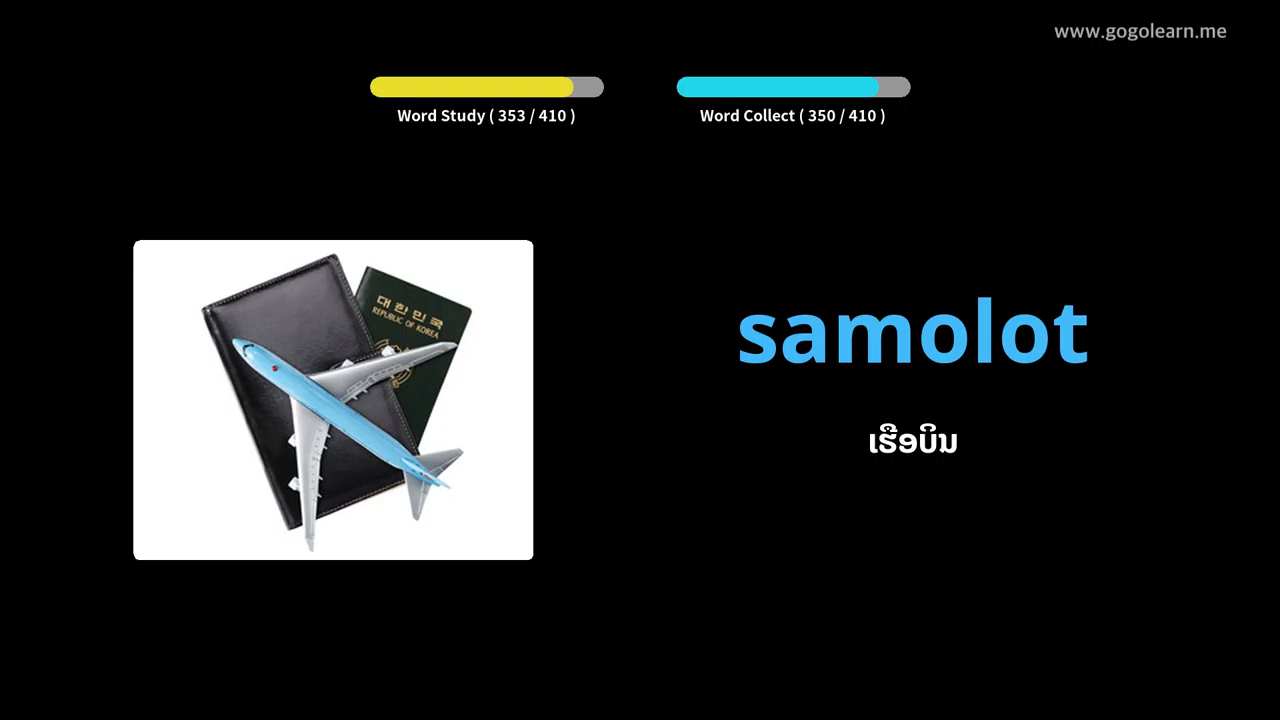 www.gogolearn.me
Word Study ( 353 / 410 )
Word Collect ( 350 / 410 )
대한민국
REPUBLIC OF KOREA
samolot
ເຮືອບິນ